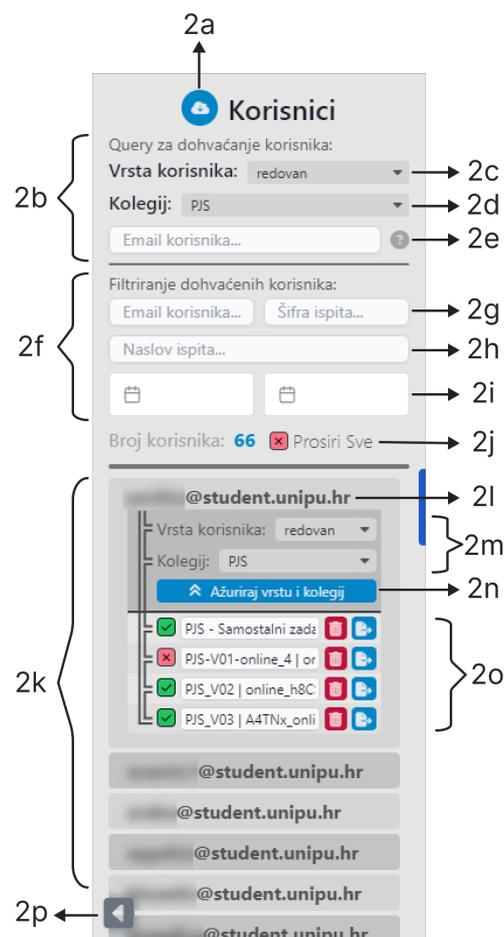 2a
Korisnici
Query za dohvaćanje korisnika:
2b
Vrsta korisnika: redovan 2c
Kolegij: PJS 2d
Email korisnika... ? 2e
Filtriranje dohvaćenih korisnika:
2f
Email korisnika... Šifra ispita... 2g
Naslov ispita... 2h
2i
Broj korisnika: 66 Prosiri Sve 2j
2k
@student.unipu.hr 2l
Vrsta korisnika: redovan
2m
Kolegij: PJS
Ažuriraj vrstu i kolegij 2n
PJS - Samostalni zada
PJS-V01-online_4 | or
2o
PJS_V02 | online_h8C
PJS_V03 | A4TNx_onli
@student.unipu.hr
@student.unipu.hr
@student.unipu.hr
@student.unipu.hr
2p
@student.unipu.hr